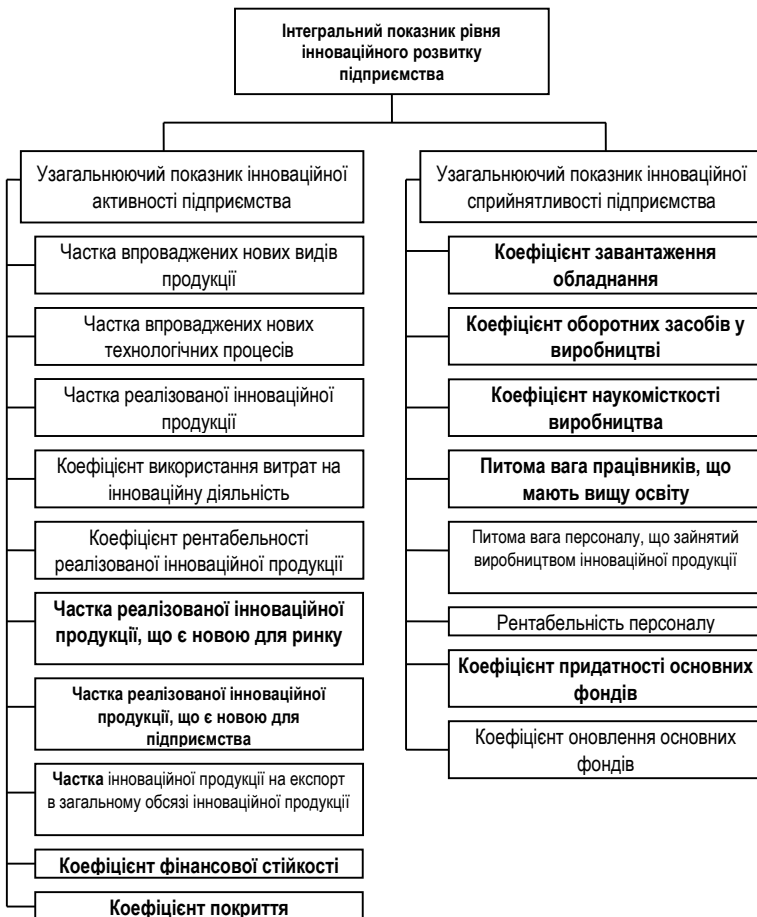 Інтегральний показник рівня
інноваційного розвитку
підприємства
Узагальнюючий показник інноваційної
активності підприємства
Частка впроваджених нових видів
продукції
Частка впроваджених нових
технологічних процесів
Частка реалізованої інноваційної
продукції
Коефіцієнт використання витрат на
інноваційну діяльність
Коефіцієнт рентабельності
реалізованої інноваційної продукції
Частка реалізованої інноваційної
продукції, що є новою для ринку
Частка реалізованої інноваційної
продукції, що є новою для
підприємства
Частка інноваційної продукції на експорт
в загальному обсязі інноваційної продукції
Коефіцієнт фінансової стійкості
Коефіцієнт покриття
Узагальнюючий показник інноваційної
сприйнятливості підприємства
Коефіцієнт завантаження
обладнання
Коефіцієнт оборотних засобів у
виробництві
Коефіцієнт наукомісткості
виробництва
Питома вага працівників, що
мають вищу освіту
Питома вага персоналу, що зайнятий
виробництвом інноваційної продукції
Рентабельність персоналу
Коефіцієнт придатності основних
фондів
Коефіцієнт оновлення основних
фондів